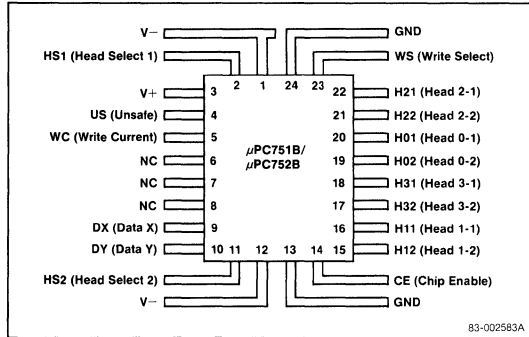 V− GND
HS1 (Head Select 1) WS (Write Select)
2 1 24 23
V+ 3 22 H21 (Head 2-1)
US (Unsafe) 4 21 H22 (Head 2-2)
WC (Write Current) 5 20 H01 (Head 0-1)
µPC751B/
µPC752B
NC 6 19 H02 (Head 0-2)
NC 7 18 H31 (Head 3-1)
NC 8 17 H32 (Head 3-2)
DX (Data X) 9 16 H11 (Head 1-1)
DY (Data Y) 10 11 12 13 14 15 H12 (Head 1-2)
HS2 (Head Select 2) CE (Chip Enable)
V− GND
83-002583A